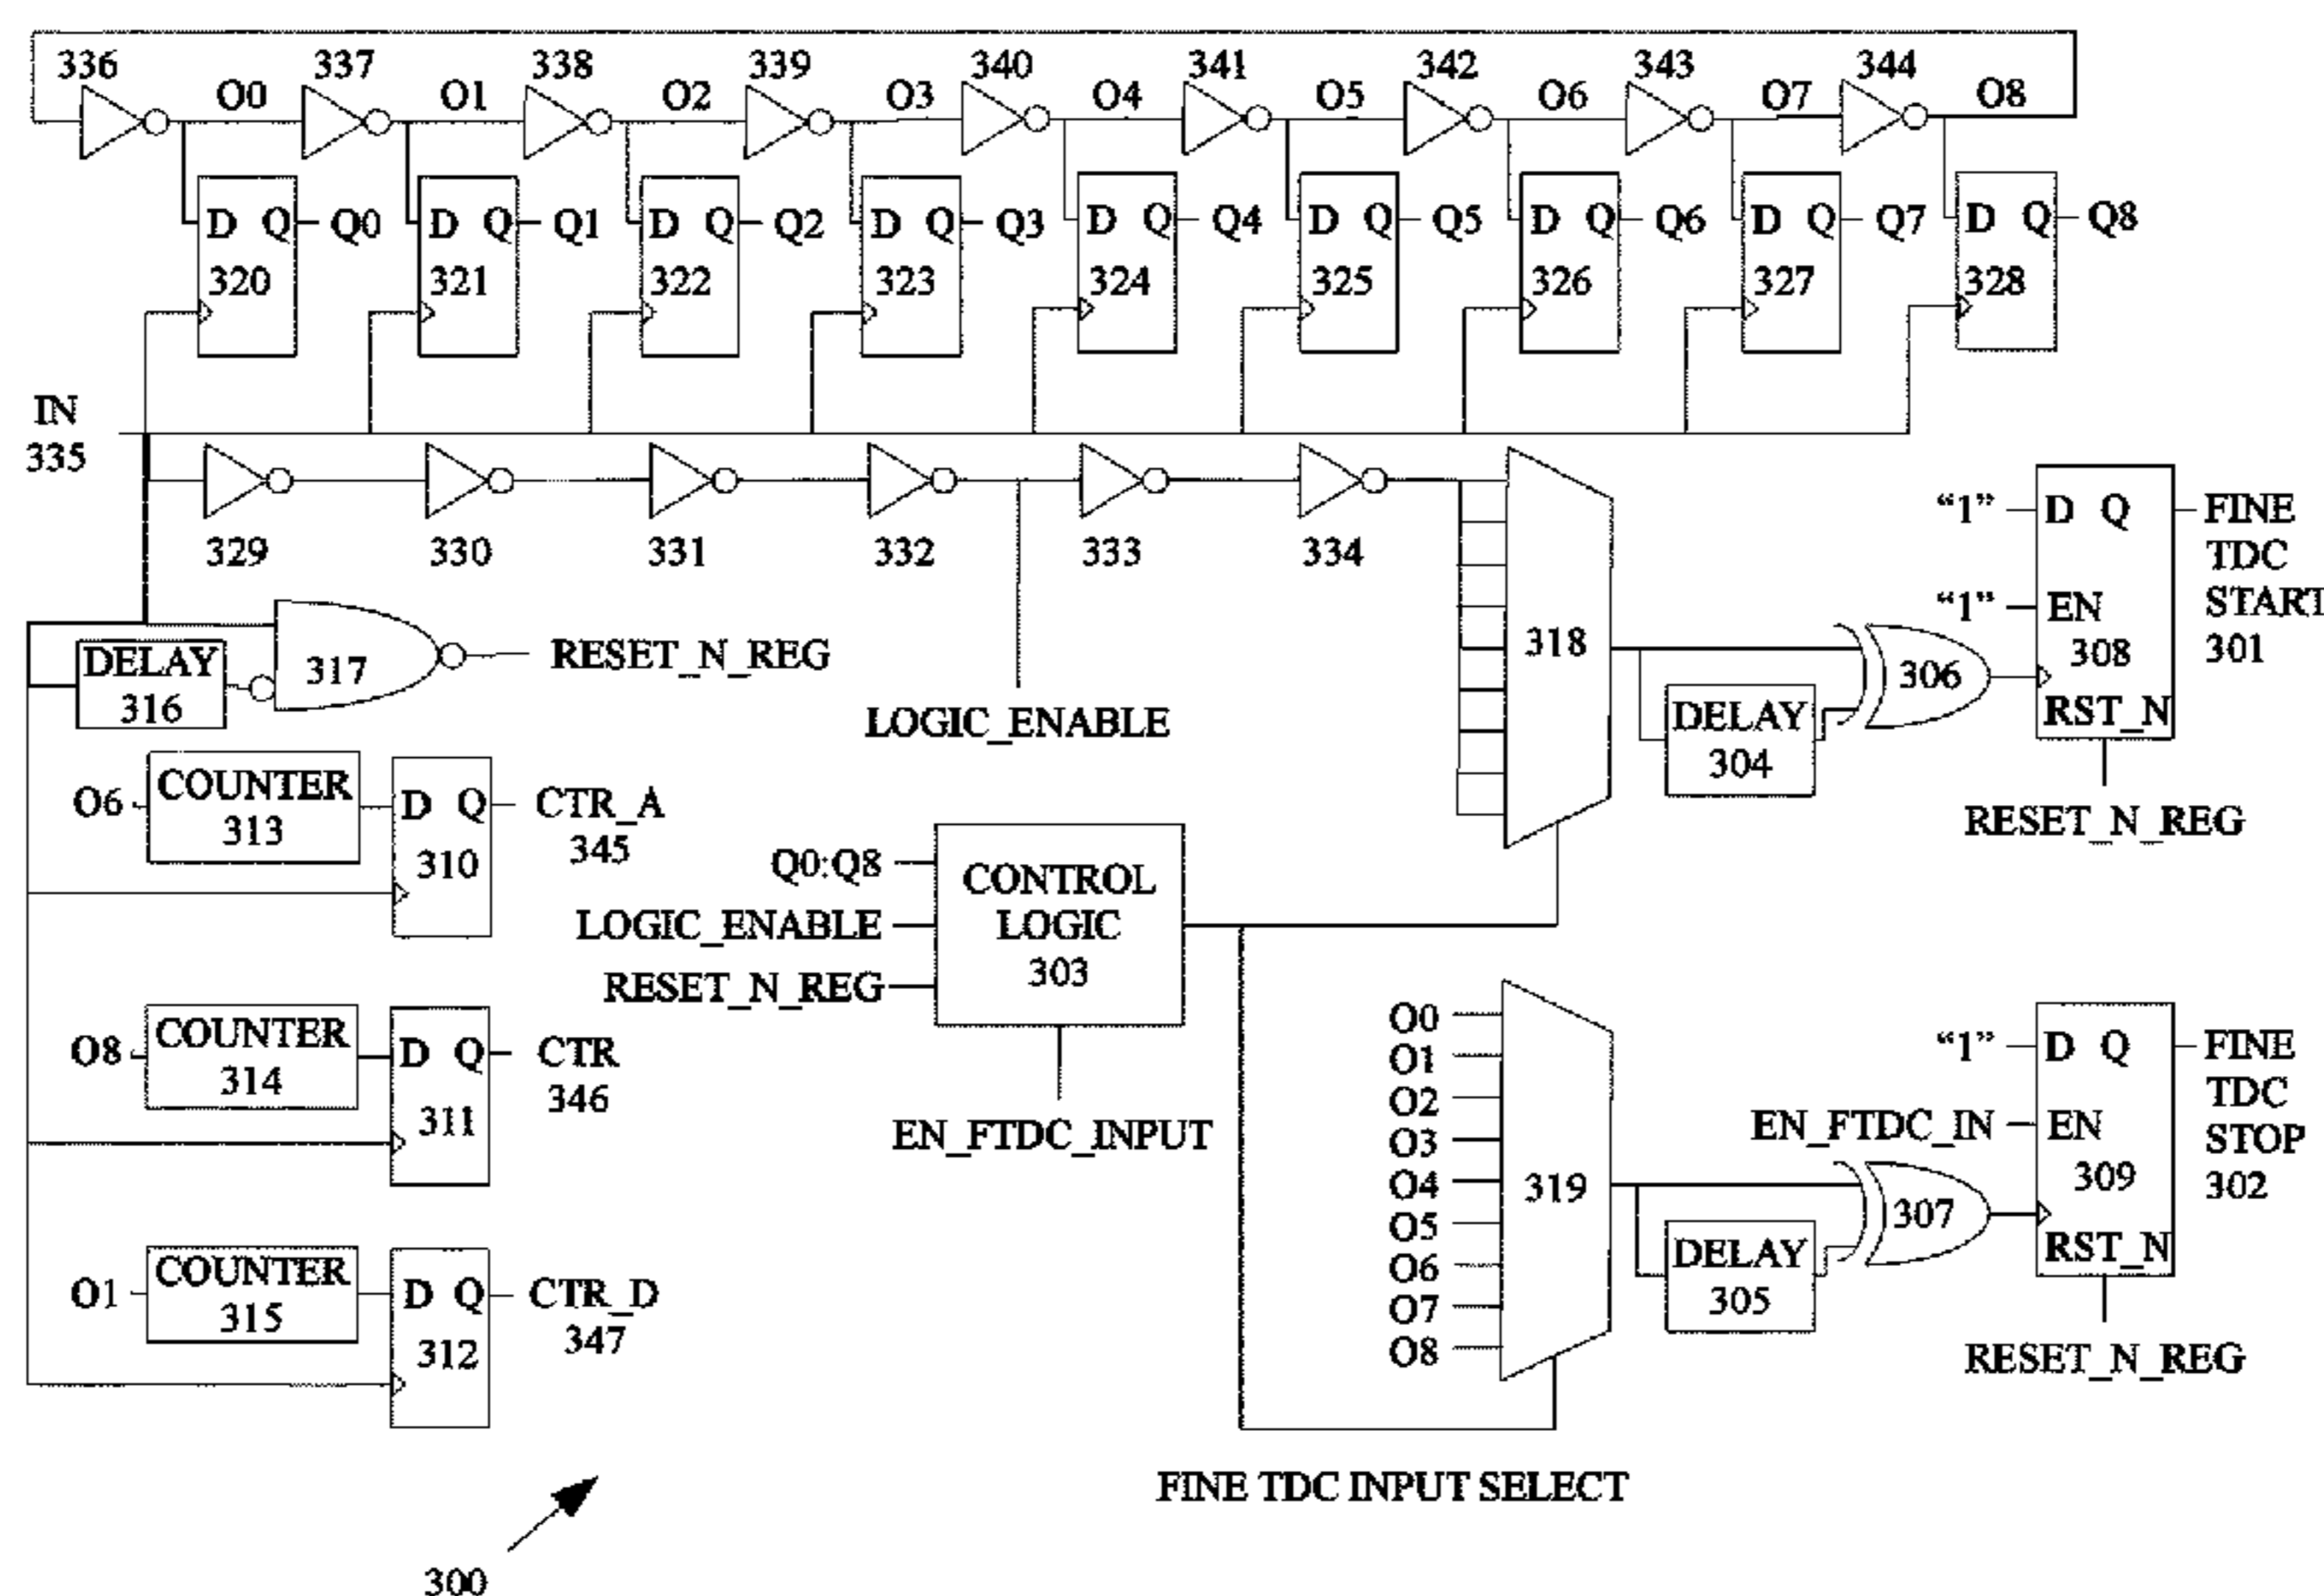 336 337 338 339 340 341 342 343 344
O0 O1 O2 O3 O4 O5 O6 O7 O8
D Q Q0 D Q Q1 D Q Q2 D Q Q3 D Q Q4 D Q Q5 D Q Q6 D Q Q7 D Q Q8
320 321 322 323 324 325 326 327 328
IN
335
329 330 331 332 333 334
DELAY
316
317
RESET_N_REG
LOGIC_ENABLE
318
DELAY
304
306
"1" D Q
"1" EN
308
RST_N
FINE
TDC
START
301
RESET_N_REG
O6 COUNTER
313
D Q
310
CTR_A
345
O8 COUNTER
314
D Q
311
CTR
346
O1 COUNTER
315
D Q
312
CTR_D
347
Q0:Q8
LOGIC_ENABLE
RESET_N_REG
CONTROL
LOGIC
303
EN_FTDC_INPUT
O0
O1
O2
O3
O4
O5
O6
O7
O8
319
DELAY
305
307
"1" D Q
EN_FTDC_IN EN
309
RST_N
FINE
TDC
STOP
302
RESET_N_REG
FINE TDC INPUT SELECT
300